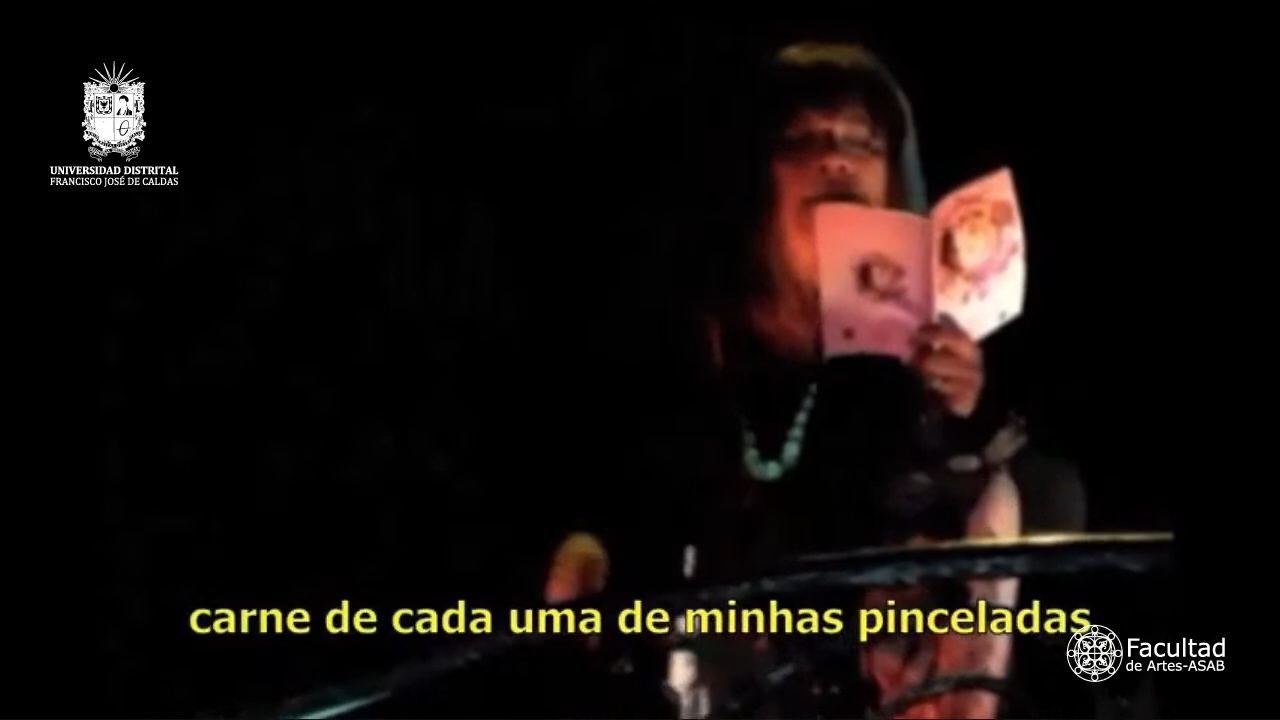 UNIVERSIDAD DISTRITAL
FRANCISCO JOSÉ DE CALDAS
carne de cada uma de minhas pinceladas
Facultad
de Artes-ASAB